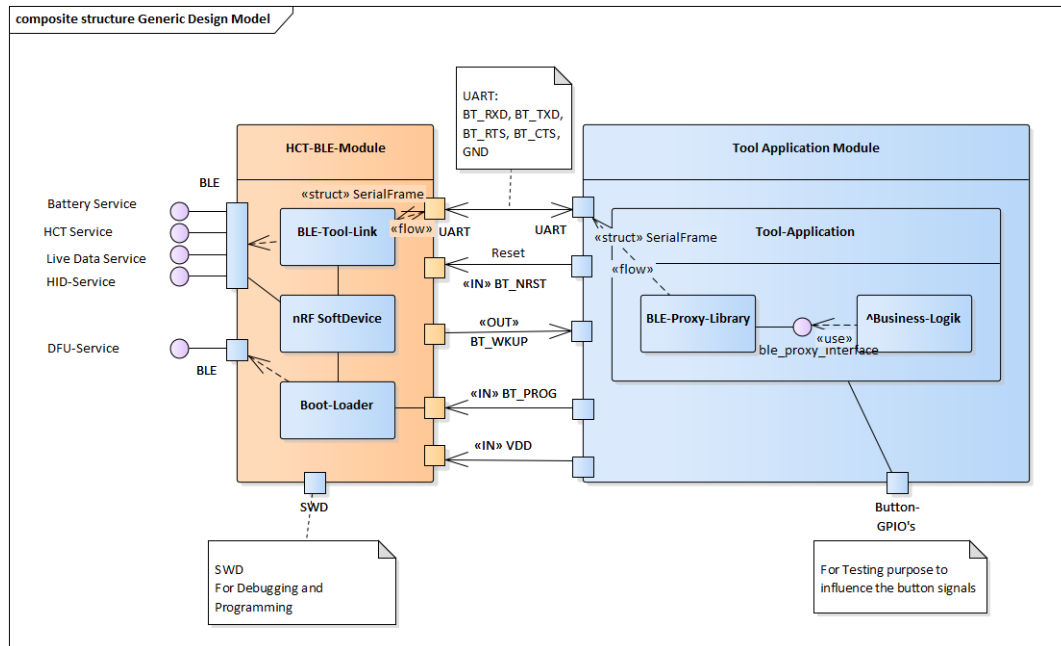 composite structure Generic Design Model
UART:
BT_RXD, BT_TXD,
BT_RTS, BT_CTS,
GND
HCT-BLE-Module
Tool Application Module
BLE
Battery Service
HCT Service
Live Data Service
HID-Service
«struct» SerialFrame
«flow»
BLE-Tool-Link
UART
UART
«struct» SerialFrame
«flow»
Tool-Application
Reset
«IN» BT_NRST
nRF SoftDevice
BLE-Proxy-Library
^Business-Logik
«use»
ble_proxy_interface
«OUT»
BT_WKUP
DFU-Service
BLE
Boot-Loader
«IN» BT_PROG
«IN» VDD
SWD
Button-
GPIO's
SWD
For Debugging and
Programming
For Testing purpose to
influence the button signals